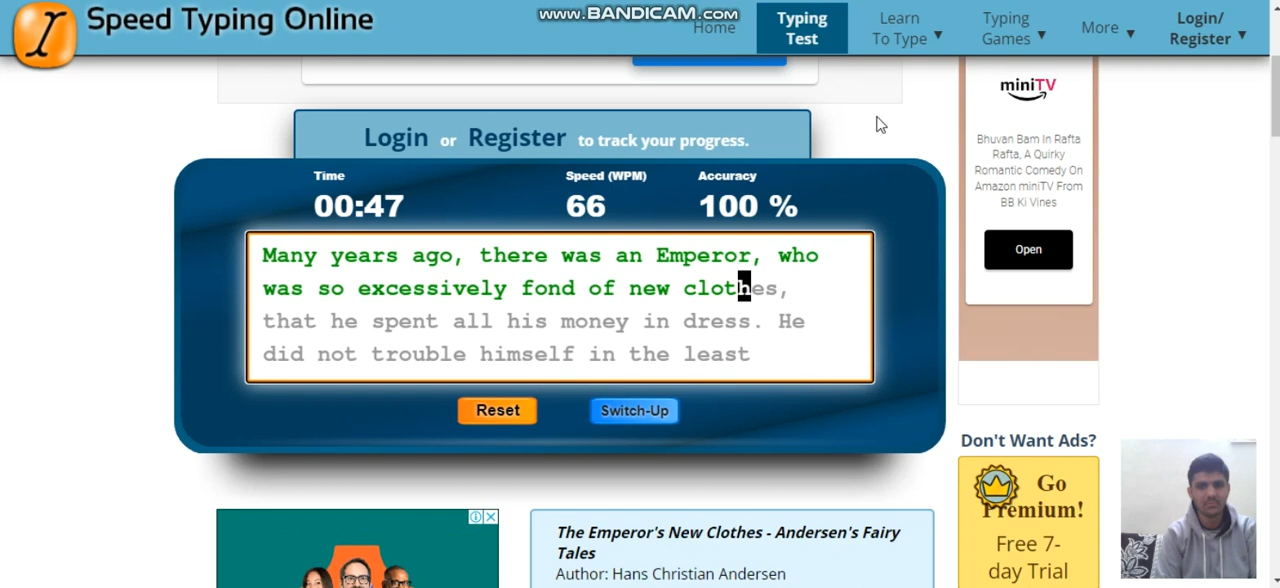 www.BANDICAM.com
Speed Typing Online
Home
Typing
Test
Learn
To Type ▼
Typing
Games ▼
More ▼
Login/
Register ▼
Login or Register to track your progress.
Time
00:47
Speed (WPM)
66
Accuracy
100 %
Many years ago, there was an Emperor, who
was so excessively fond of new clothes,
that he spent all his money in dress. He
did not trouble himself in the least
Reset
Switch-Up
miniTV
Bhuvan Bam In Rafta
Rafta, A Quirky
Romantic Comedy On
Amazon miniTV From
BB Ki Vines
Open
Don't Want Ads?
Go
Premium!
Free 7-
day Trial
The Emperor's New Clothes - Andersen's Fairy
Tales
Author: Hans Christian Andersen